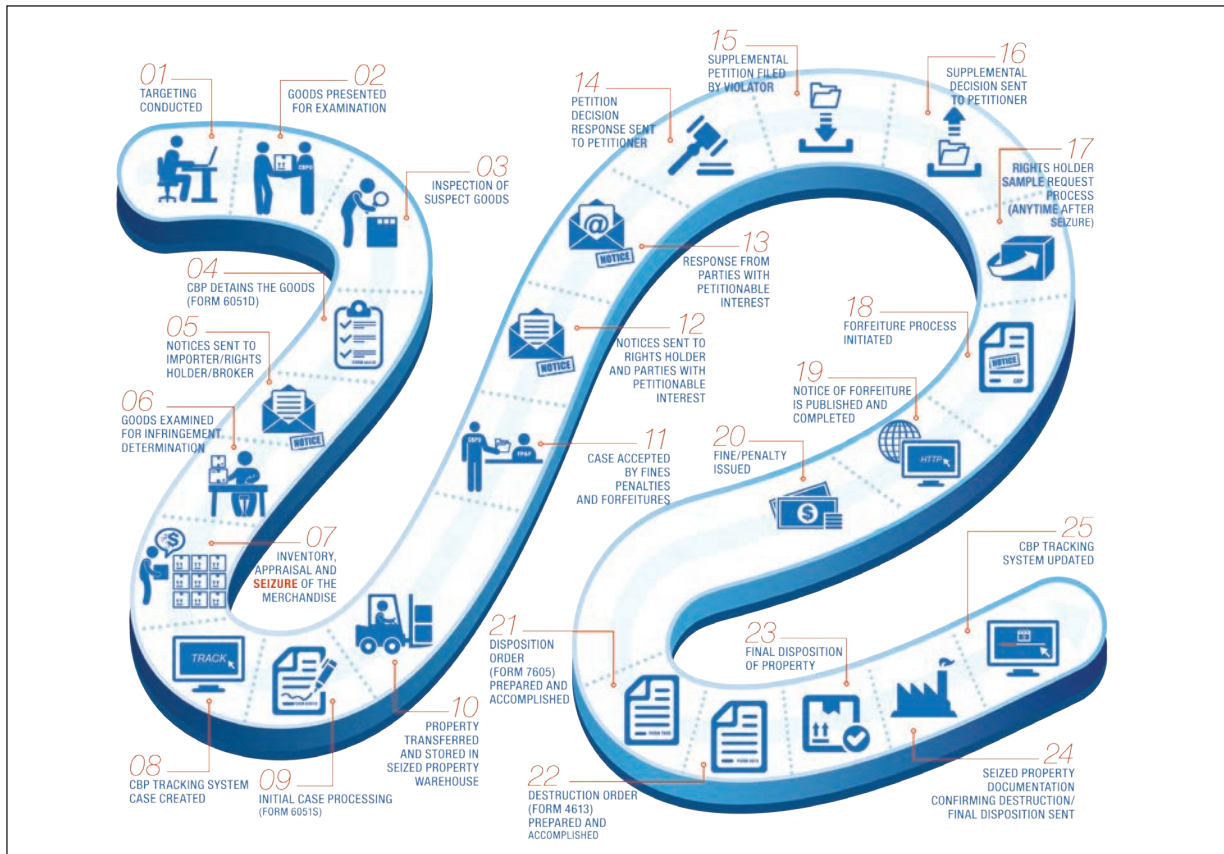 01
TARGETING
CONDUCTED
02
GOODS PRESENTED
FOR EXAMINATION
CBPO
03
INSPECTION OF
SUSPECT GOODS
04
CBP DETAINS THE GOODS
(FORM 6051D)
05
NOTICES SENT TO
IMPORTER/RIGHTS
HOLDER/BROKER
NOTICE
06
GOODS EXAMINED
FOR INFRINGEMENT
DETERMINATION
07
INVENTORY,
APPRAISAL AND
SEIZURE OF THE
MERCHANDISE
$
TRACK
08
CBP TRACKING SYSTEM
CASE CREATED
09
INITIAL CASE PROCESSING
(FORM 6051S)
10
PROPERTY
TRANSFERRED
AND STORED IN
SEIZED PROPERTY
WAREHOUSE
11
CASE ACCEPTED
BY FINES
PENALTIES
AND FORFEITURES
CBPO
FP&F
12
NOTICES SENT TO
RIGHTS HOLDER
AND PARTIES WITH
PETITIONABLE
INTEREST
NOTICE
13
RESPONSE FROM
PARTIES WITH
PETITIONABLE
INTEREST
@
NOTICE
14
PETITION
DECISION
RESPONSE SENT
TO PETITIONER
15
SUPPLEMENTAL
PETITION FILED
BY VIOLATOR
16
SUPPLEMENTAL
DECISION SENT
TO PETITIONER
17
RIGHTS HOLDER
SAMPLE REQUEST
PROCESS
(ANYTIME AFTER
SEIZURE)
18
FORFEITURE PROCESS
INITIATED
NOTICE
CBP
19
NOTICE OF FORFEITURE
IS PUBLISHED AND
COMPLETED
HTTP
20
FINE/PENALTY
ISSUED
$
21
DISPOSITION
ORDER
(FORM 7605)
PREPARED AND
ACCOMPLISHED
22
DESTRUCTION ORDER
(FORM 4613)
PREPARED AND
ACCOMPLISHED
23
FINAL DISPOSITION
OF PROPERTY
24
SEIZED PROPERTY
DOCUMENTATION
CONFIRMING DESTRUCTION/
FINAL DISPOSITION SENT
25
CBP TRACKING
SYSTEM UPDATED